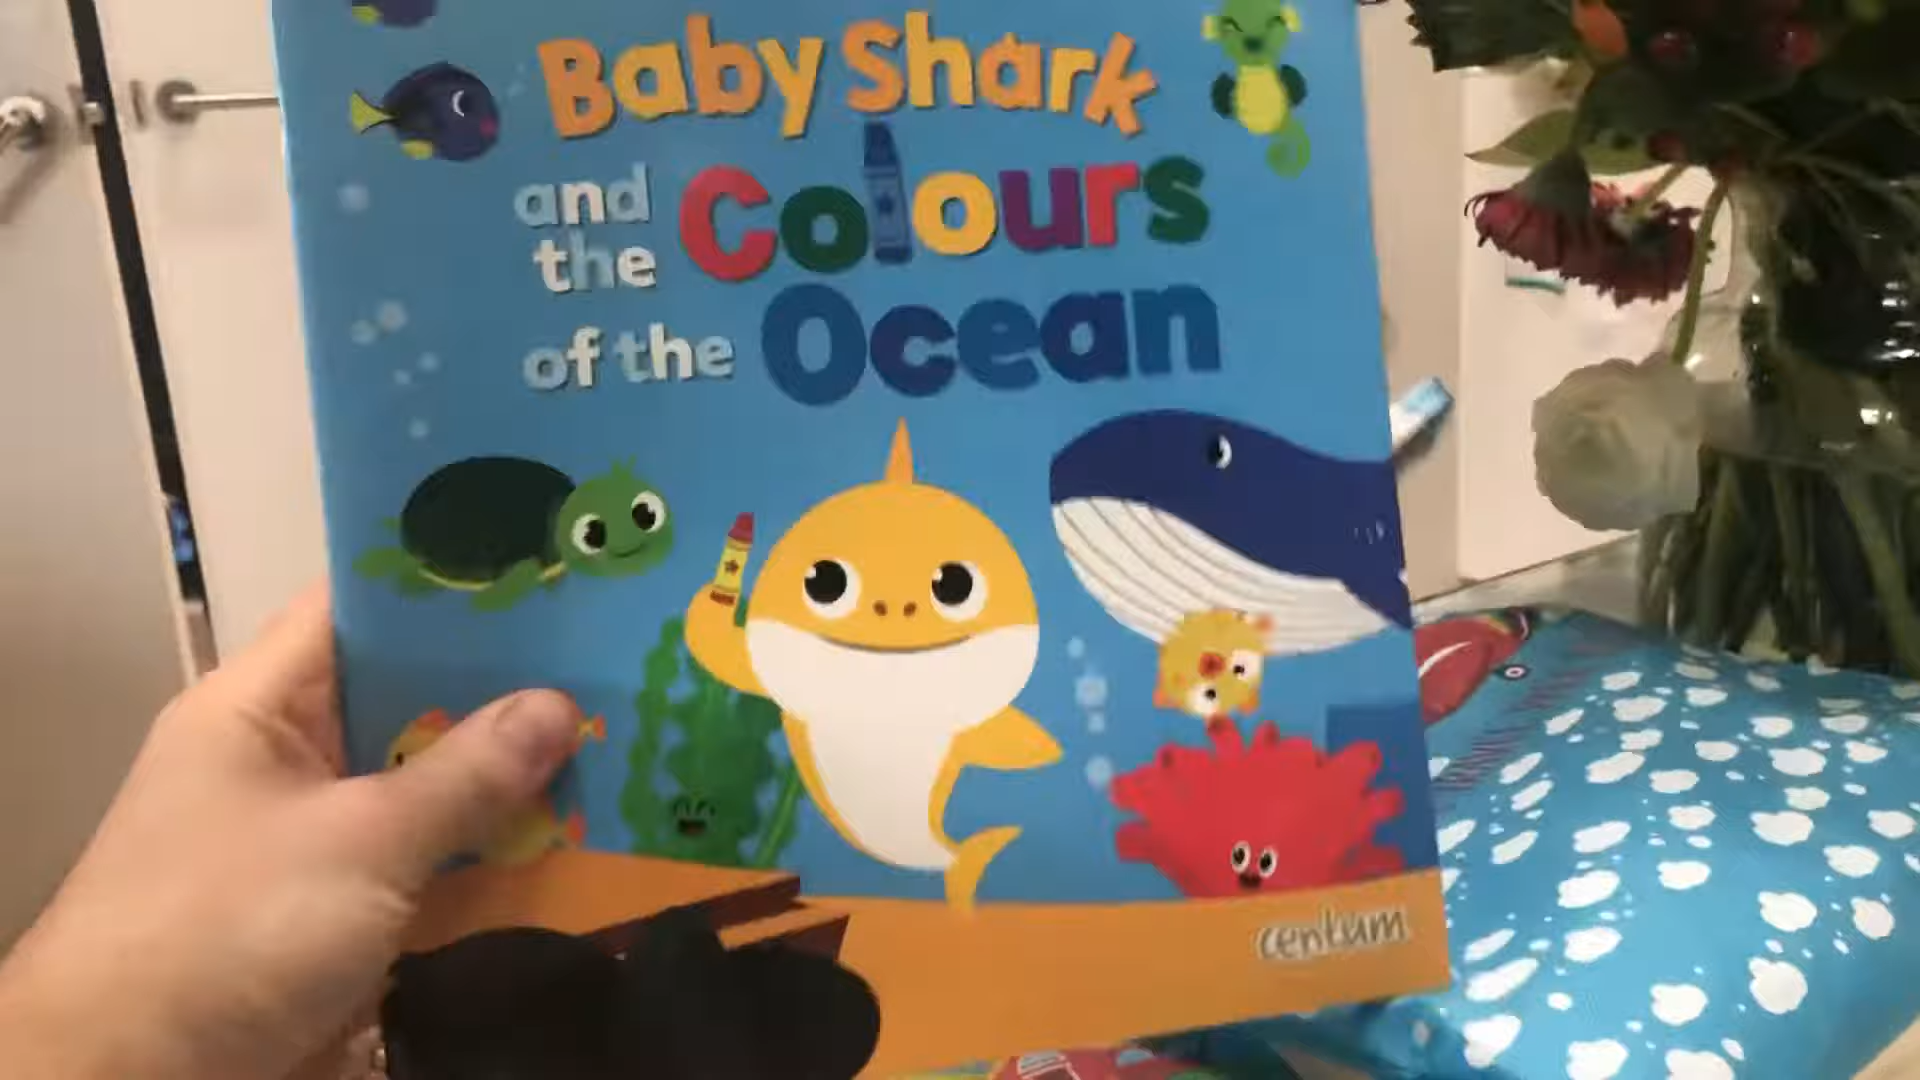 Baby Shark
and the Colours
of the Ocean
centum